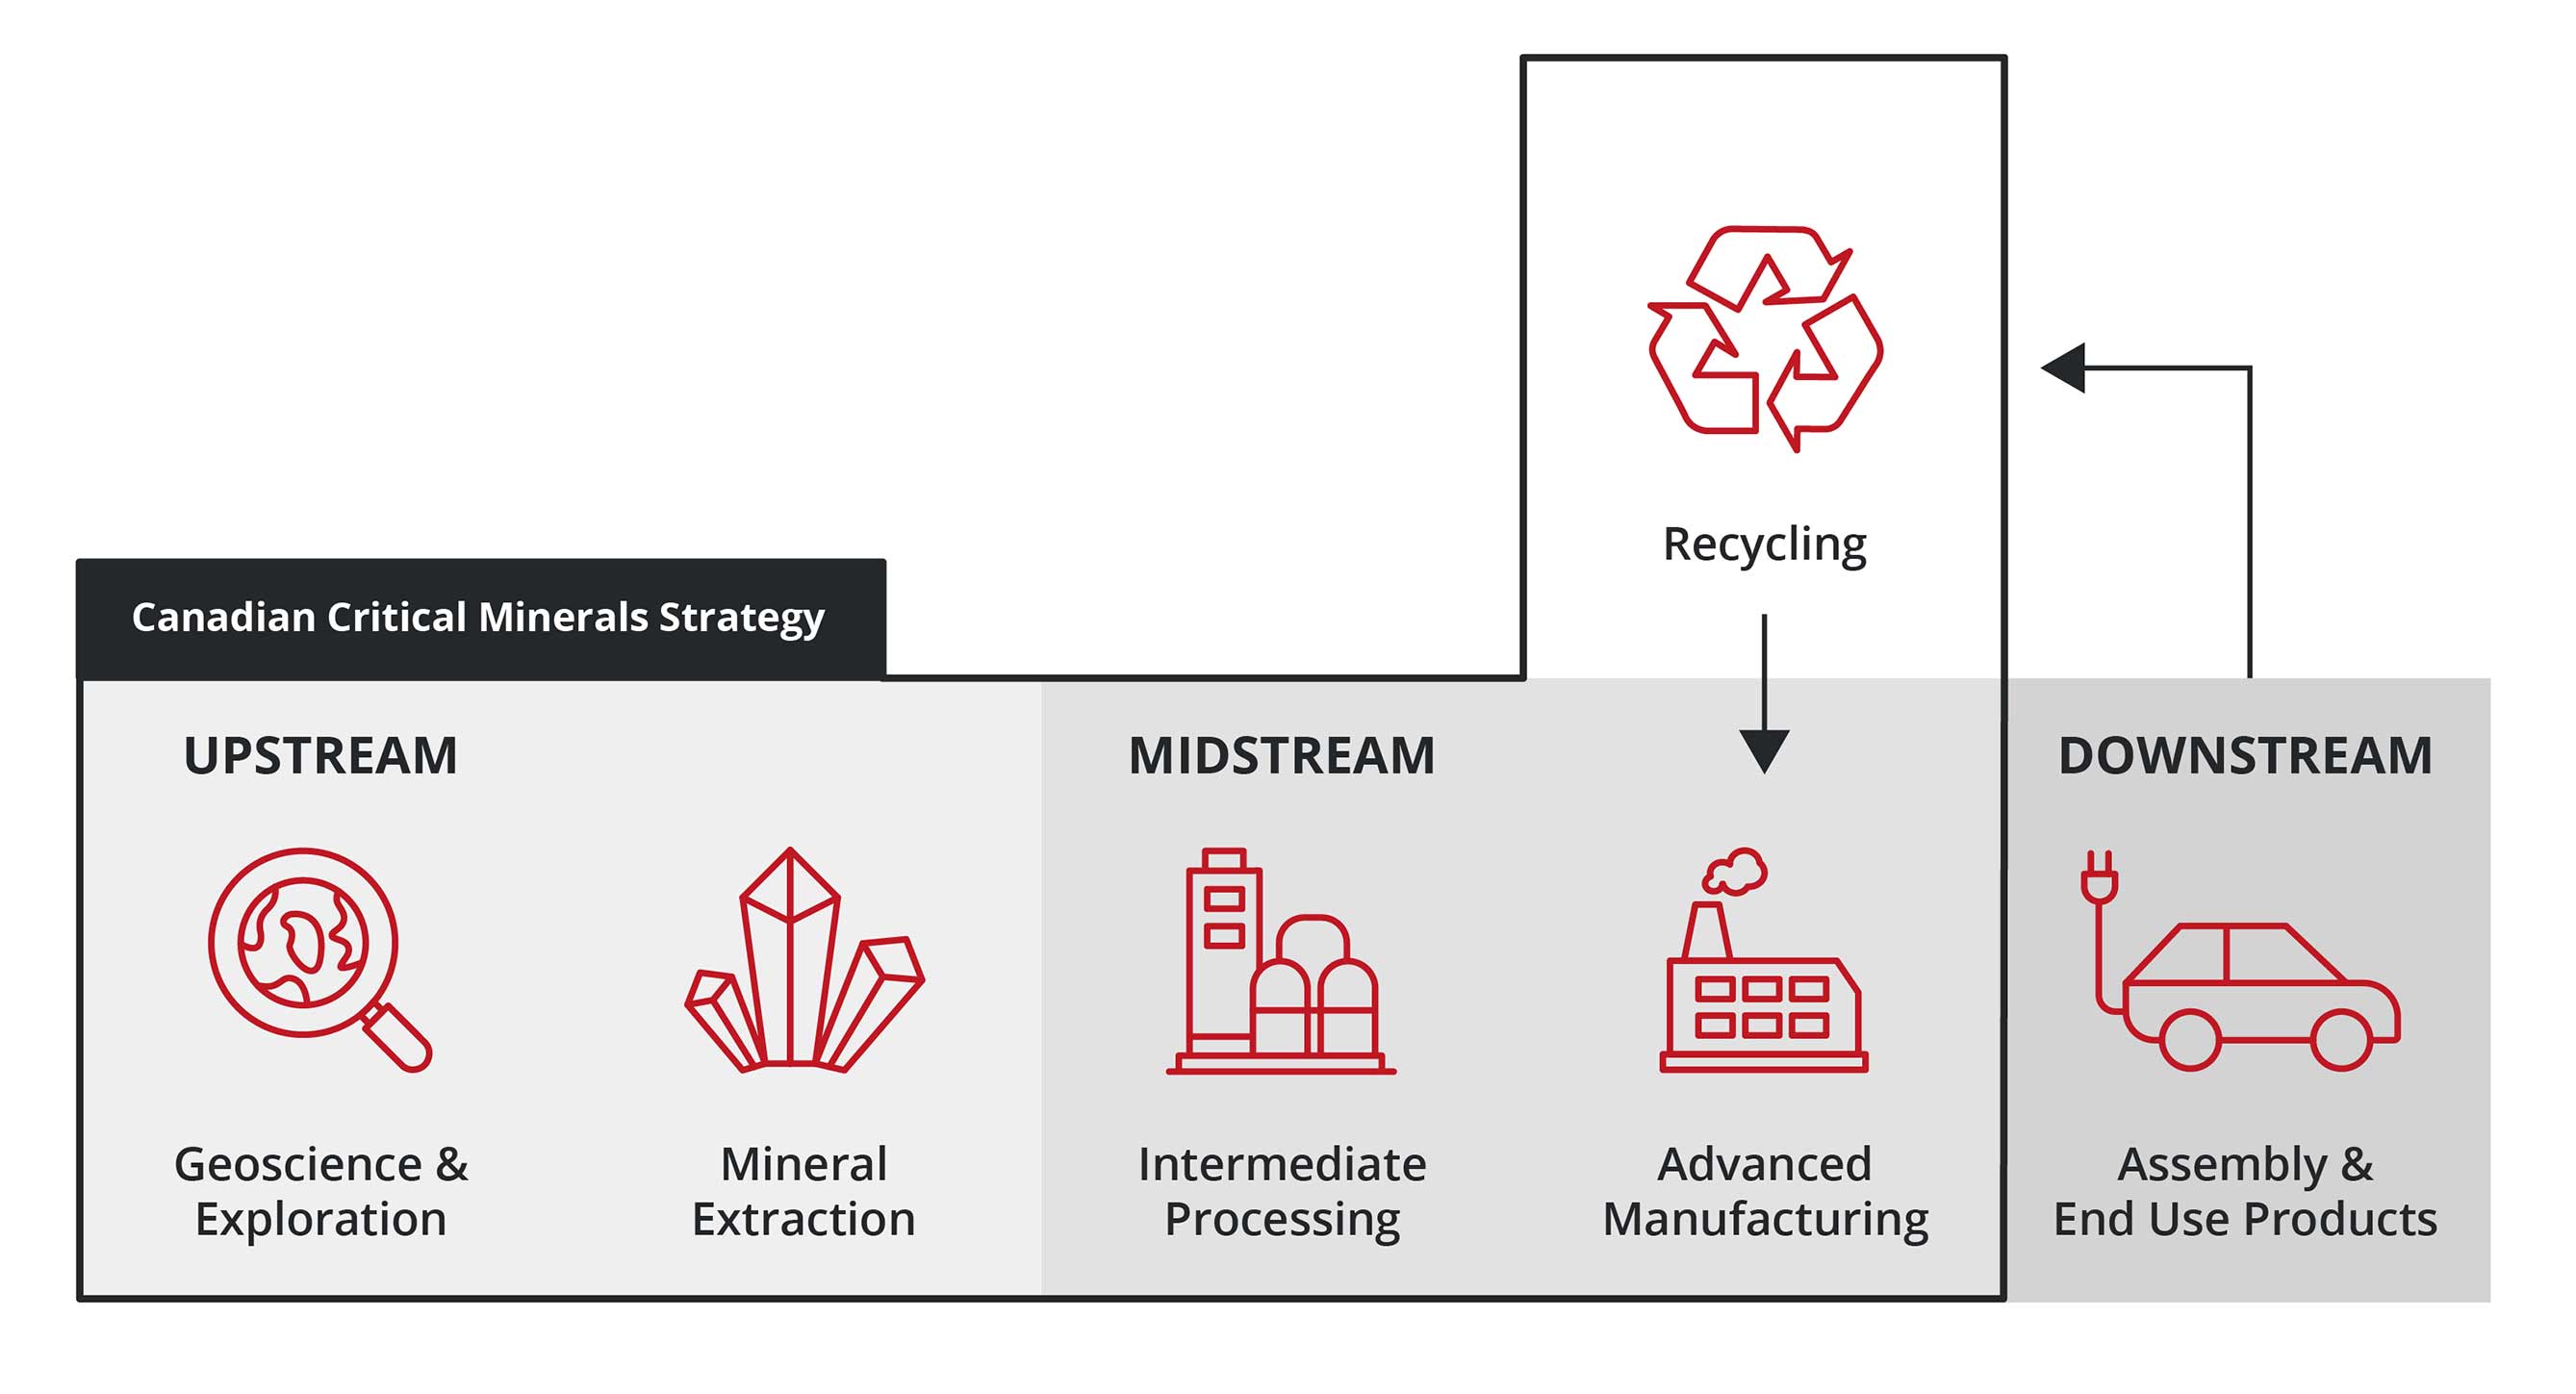 Recycling
Canadian Critical Minerals Strategy
UPSTREAM
MIDSTREAM
DOWNSTREAM
Geoscience &
Exploration
Mineral
Extraction
Intermediate
Processing
Advanced
Manufacturing
Assembly &
End Use Products